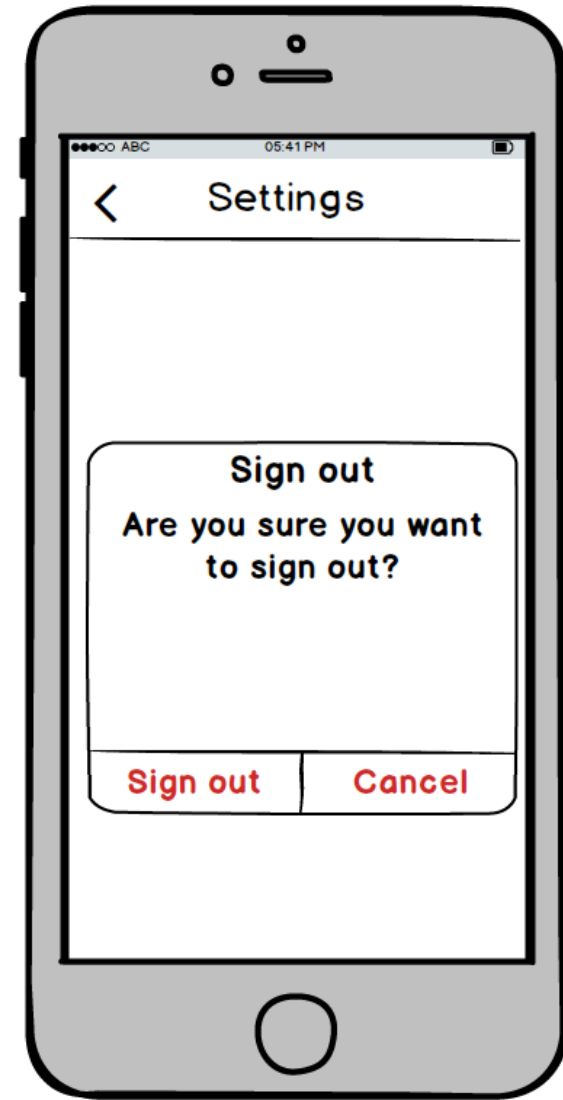 ABC 05:41 PM
Settings
Sign out
Are you sure you want
to sign out?
Sign out Cancel